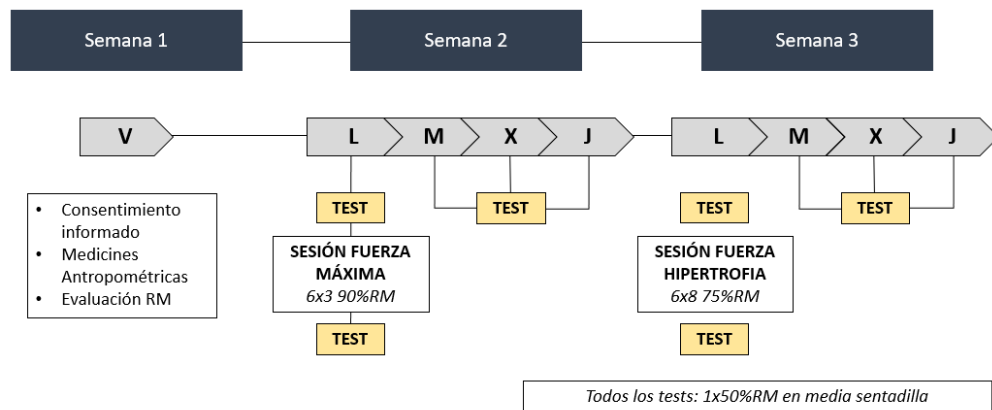 Semana 1
Semana 2
Semana 3
V
L
M
X
J
L
M
X
J
• Consentimiento
informado
• Medicines
Antropométricas
• Evaluación RM
TEST
TEST
SESIÓN FUERZA
MÁXIMA
6x3 90%RM
TEST
TEST
TEST
SESIÓN FUERZA
HIPERTROFIA
6x8 75%RM
TEST
Todos los tests: 1x50%RM en media sentadilla